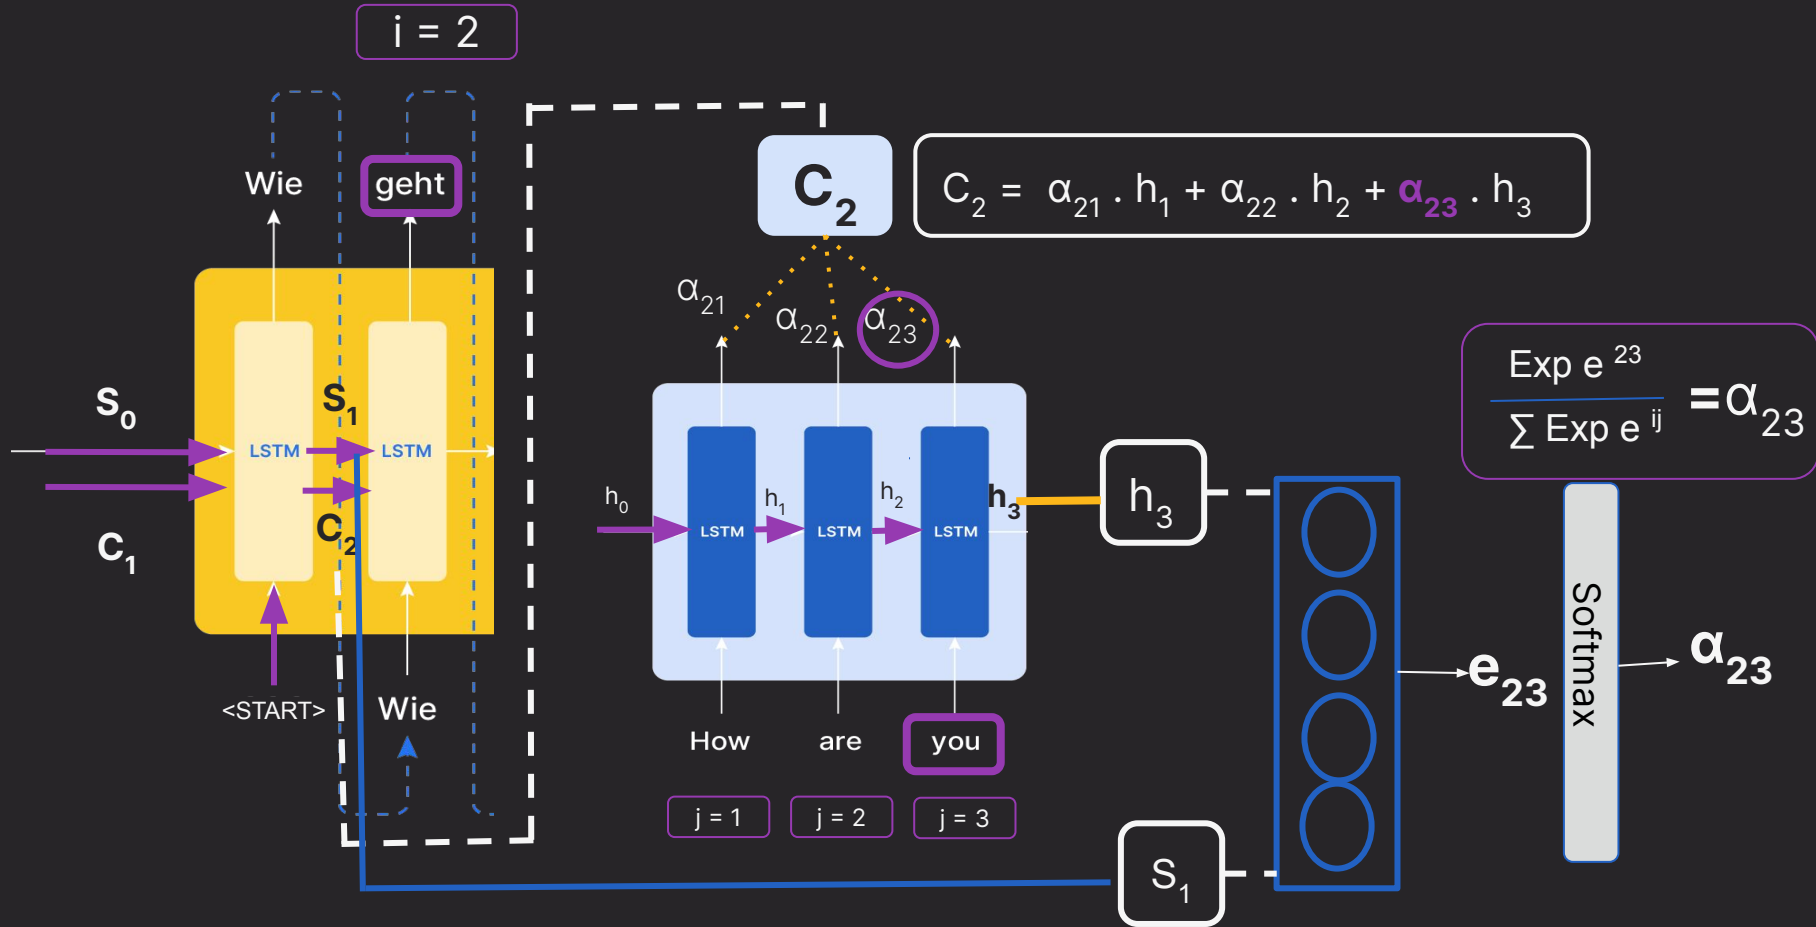 i = 2
Wie
geht
S₀
C₁
S₁
C₂
LSTM
LSTM
<START>
Wie
C₂
C₂ = α₂₁ . h₁ + α₂₂ . h₂ + α₂₃ . h₃
α₂₁
α₂₂
α₂₃
h₀
h₁
h₂
h₃
LSTM
LSTM
LSTM
How
are
you
j = 1
j = 2
j = 3
h₃
S₁
Exp e ²³
∑ Exp e ⁱʲ
=α₂₃
e₂₃
Softmax
α₂₃